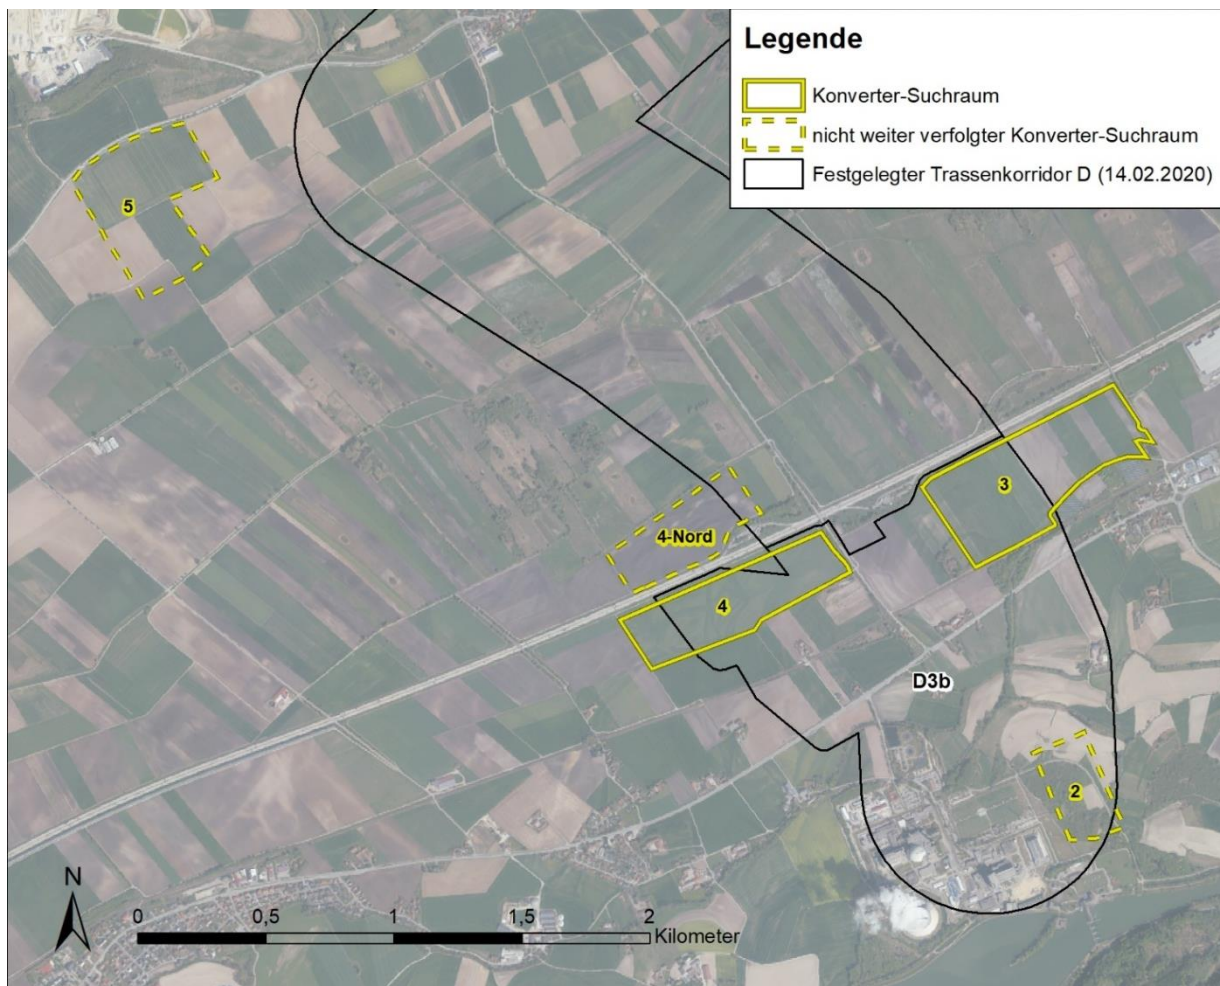 Legende
Konverter-Suchraum
nicht weiter verfolgter Konverter-Suchraum
Festgelegter Trassenkorridor D (14.02.2020)
5
3
4-Nord
4
D3b
2
N
0 0,5 1 1,5 2
Kilometer